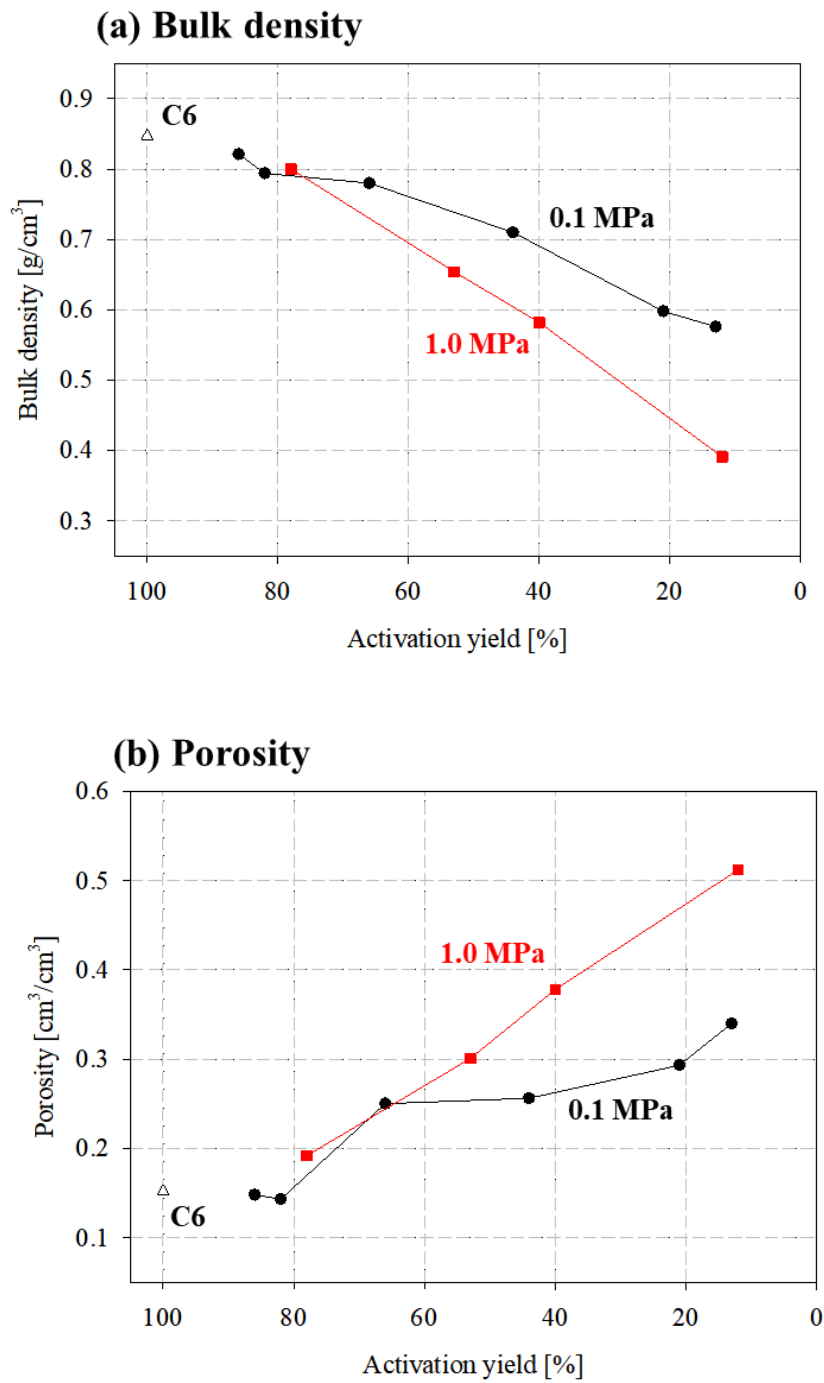 (a) Bulk density
0.9
C6
0.8
0.1 MPa
0.7
0.6
1.0 MPa
0.5
0.4
0.3
Bulk density [g/cm³]
100 80 60 40 20 0
Activation yield [%]
(b) Porosity
0.6
0.5
1.0 MPa
0.4
0.3
0.1 MPa
0.2
C6
0.1
Porosity [cm³/cm³]
100 80 60 40 20 0
Activation yield [%]